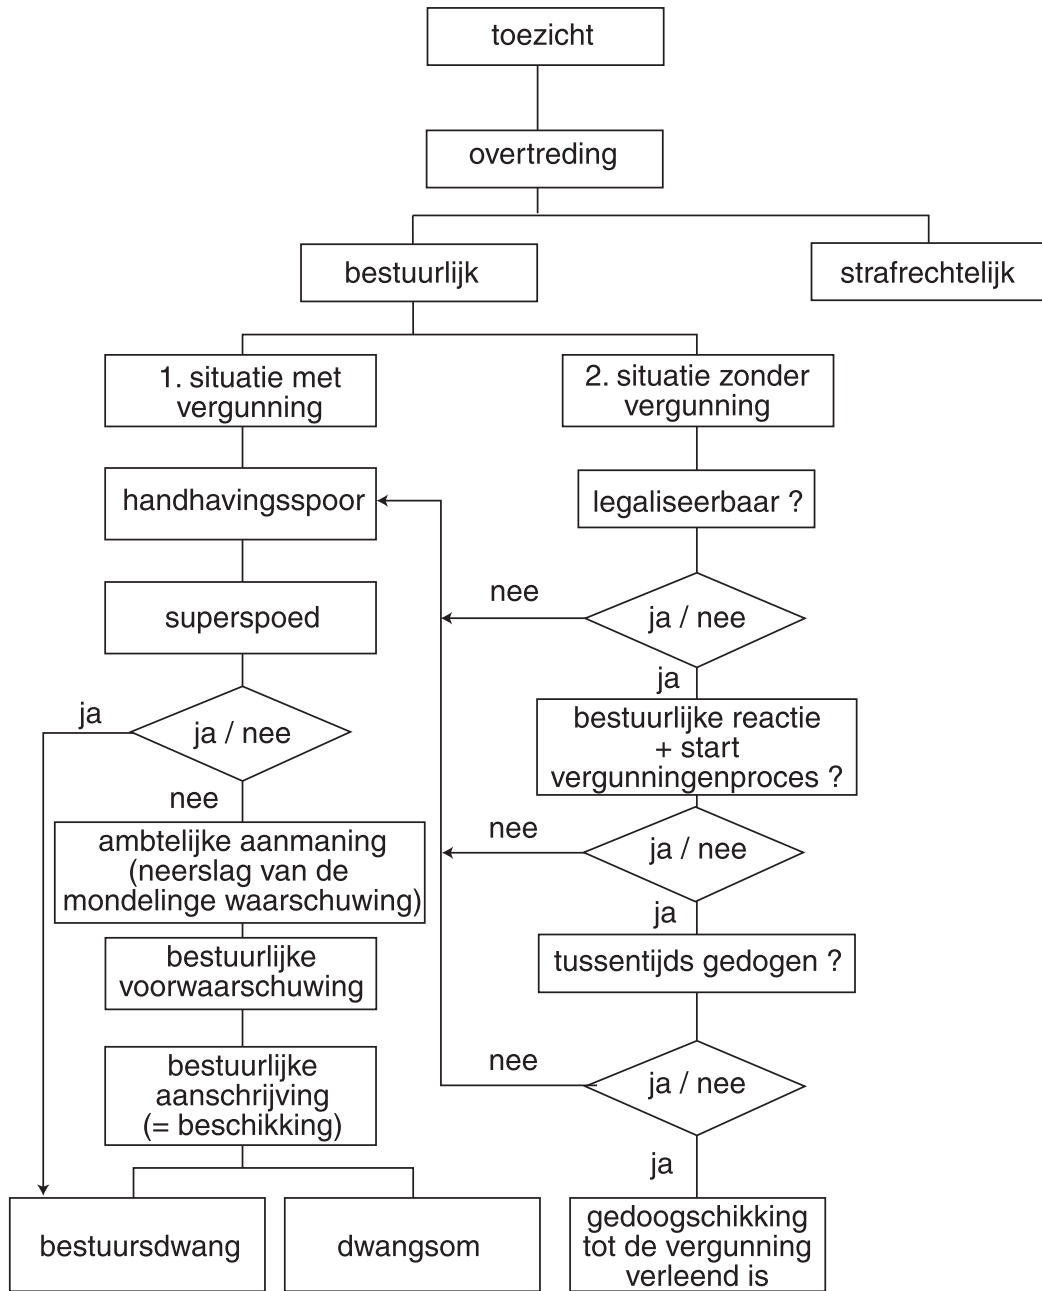 toezicht
overtreding
bestuurlijk
strafrechtelijk
1. situatie met
vergunning
2. situatie zonder
vergunning
handhavingsspoor
legaliseerbaar ?
nee
ja / nee
superspoed
ja
ja
ja / nee
bestuurlijke reactie
+ start
vergunningenproces ?
nee
nee
ja / nee
ambtelijke aanmaning
(neerslag van de
mondelinge waarschuwing)
ja
bestuurlijke
voorwaarschuwing
tussentijds gedogen ?
nee
ja / nee
bestuurlijke
aanschrijving
(= beschikking)
ja
bestuursdwang
dwangsom
gedoogschikking
tot de vergunning
verleend is